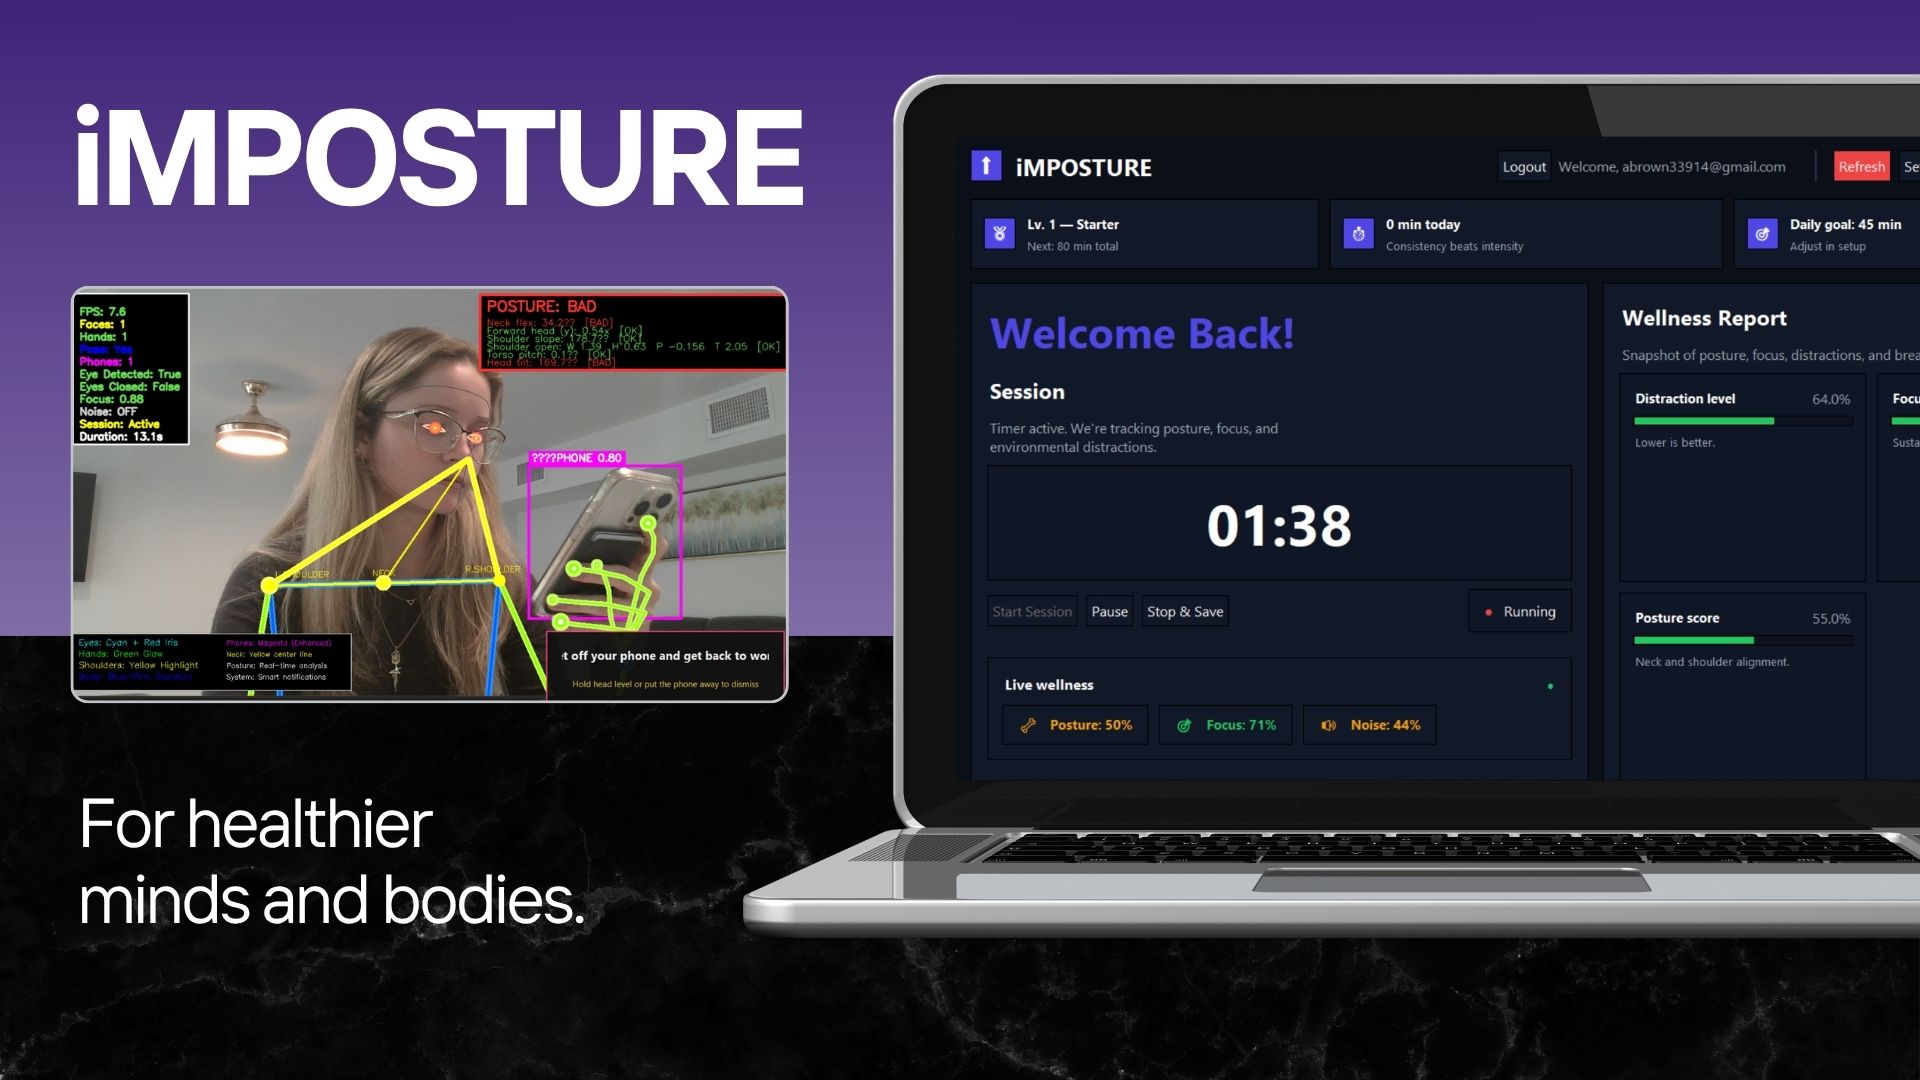 iMPOSTURE
FPS: 7.6
Faces: 1
Hands: 1
Pose: Yes
Phones: 1
Eye Detected: True
Eyes Closed: False
Focus: 0.88
Noise: OFF
Session: Active
Duration: 13.1s
POSTURE: BAD
Neck flex: 34.2?? [BAD]
Forward head (y): 0.54x [OK]
Shoulder slope: 178.7?? [OK]
Shoulder open: W 1.39 H 0.63 P -0.156 T 2.05 [OK]
Torso pitch: 0.1?? [OK]
Head tilt: 169.7?? [BAD]
????PHONE 0.80
L.SHOULDER
NECK
R.SHOULDER
Eyes: Cyan + Red Iris
Hands: Green Glow
Shoulders: Yellow Highlight
Body: Blue/Pink Skeleton
Phones: Magenta (Enhanced)
Neck: Yellow center line
Posture: Real-time analysis
System: Smart notifications
t off your phone and get back to wor
Hold head level or put the phone away to dismiss
For healthier
minds and bodies.
iMPOSTURE
Logout
Welcome, abrown33914@gmail.com
Refresh
Se
Lv. 1 — Starter
Next: 80 min total
0 min today
Consistency beats intensity
Daily goal: 45 min
Adjust in setup
Welcome Back!
Session
Timer active. We're tracking posture, focus, and
environmental distractions.
01:38
Start Session
Pause
Stop & Save
Running
Live wellness
Posture: 50%
Focus: 71%
Noise: 44%
Wellness Report
Snapshot of posture, focus, distractions, and brea
Distraction level
64.0%
Lower is better.
Focu
Susta
Posture score
55.0%
Neck and shoulder alignment.